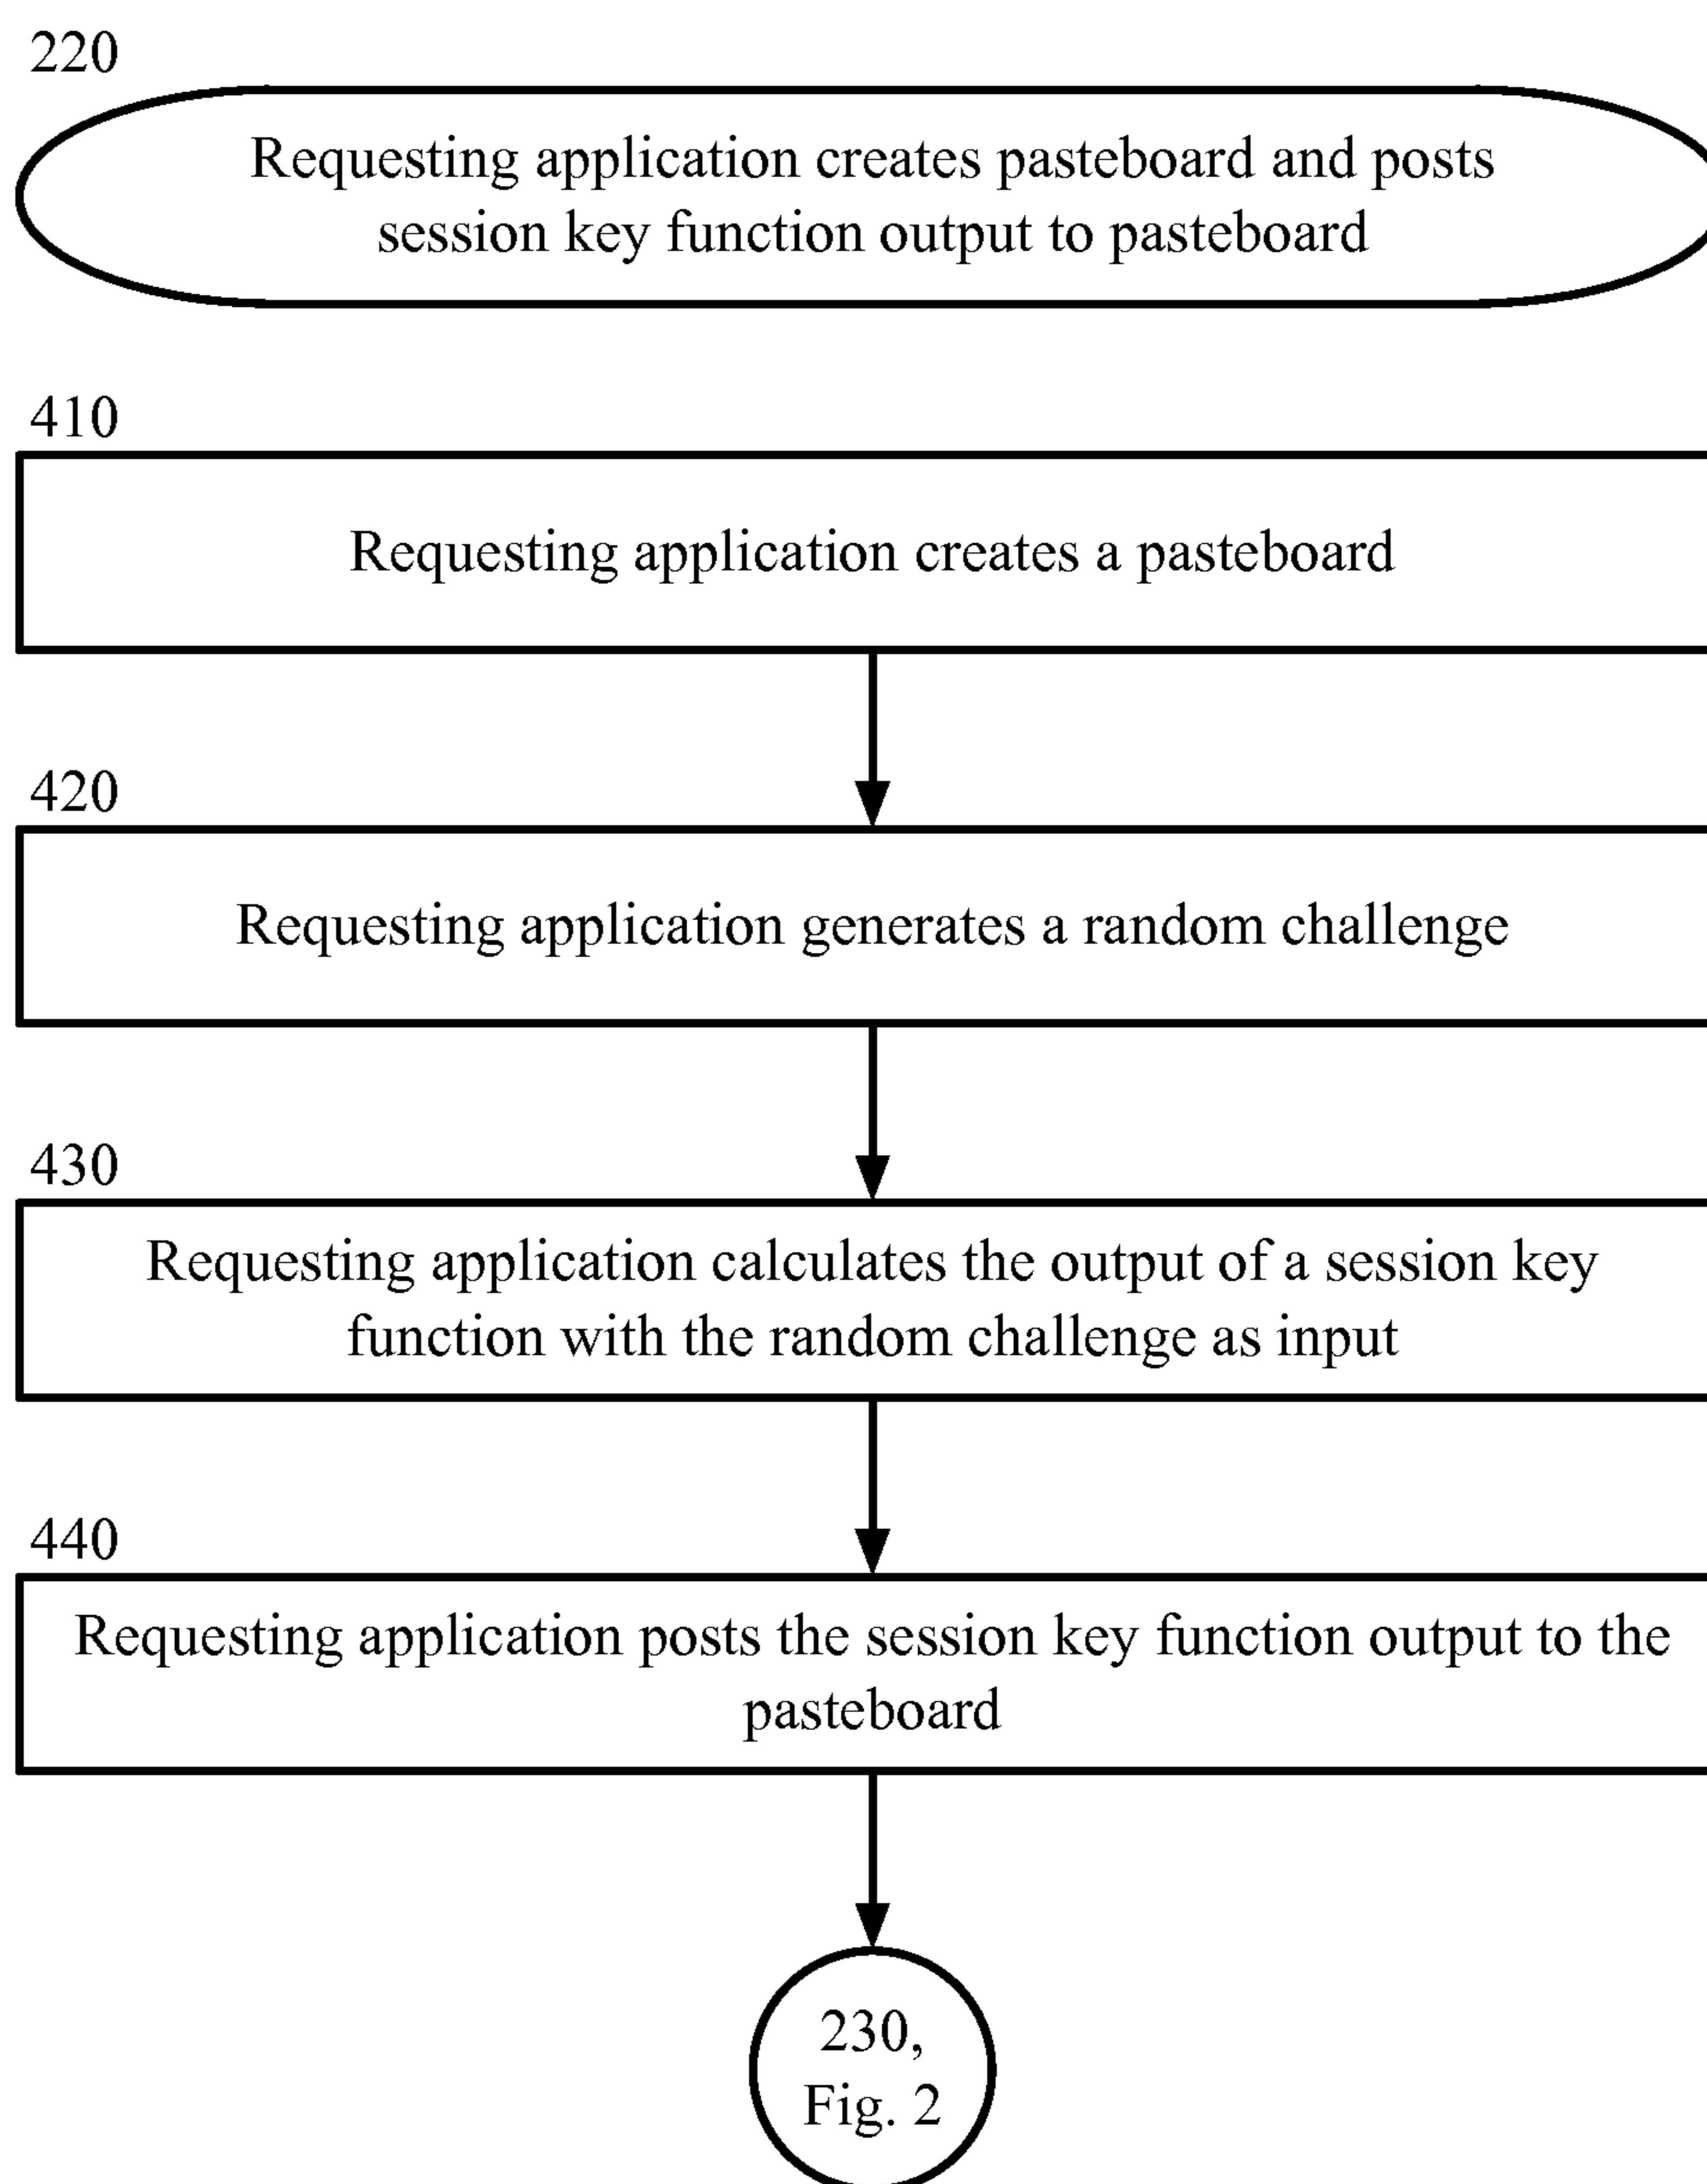 220
Requesting application creates pasteboard and posts
session key function output to pasteboard
410
Requesting application creates a pasteboard
420
Requesting application generates a random challenge
430
Requesting application calculates the output of a session key
function with the random challenge as input
440
Requesting application posts the session key function output to the
pasteboard
230,
Fig. 2